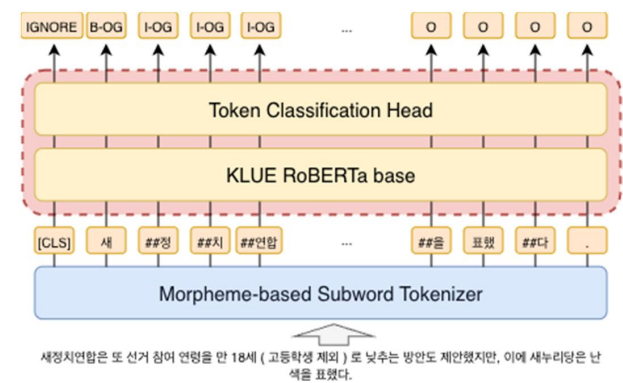 IGNORE B-OG I-OG I-OG I-OG ... O O O O
Token Classification Head
KLUE RoBERTa base
[CLS] 새 ##정 ##치 ##연합 ... ##을 표했 ##다 .
Morpheme-based Subword Tokenizer
새정치연합은 또 선거 참여 연령을 만 18세 ( 고등학생 제외 ) 로 낮추는 방안도 제안했지만, 이에 새누리당은 난
색을 표했다.